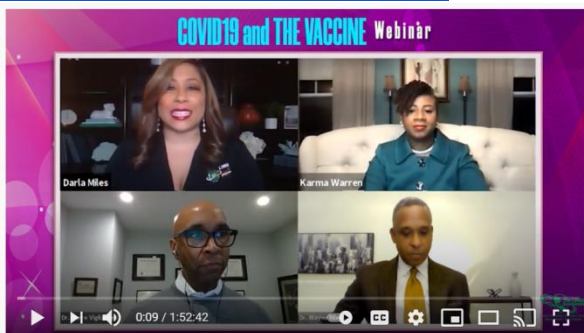 COVID19 and THE VACCINE Webinar
Darla Miles
Karma Warren
0:09 / 1:52:42
CC